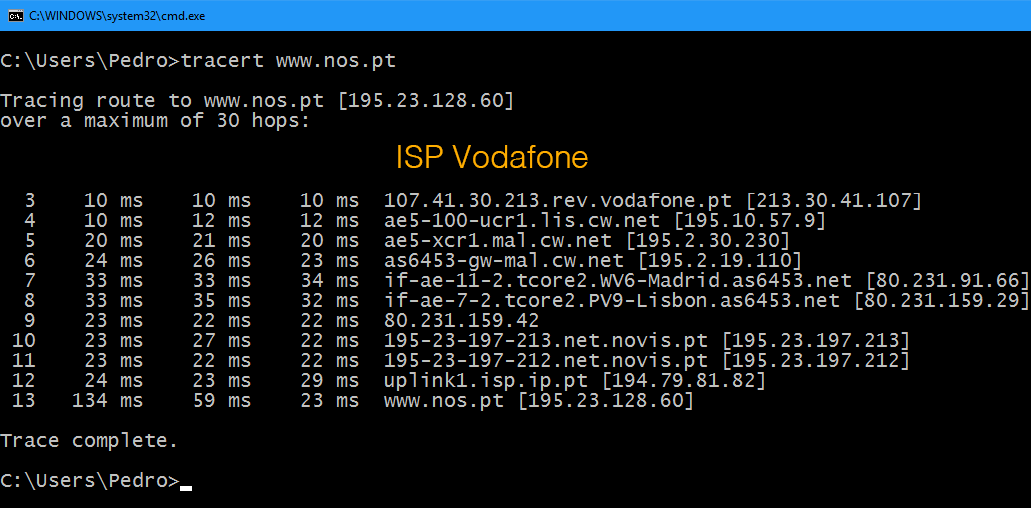 C:\WINDOWS\system32\cmd.exe
C:\Users\Pedro>tracert www.nos.pt
Tracing route to www.nos.pt [195.23.128.60]
over a maximum of 30 hops:
ISP Vodafone
3 10 ms 10 ms 10 ms 107.41.30.213.rev.vodafone.pt [213.30.41.107]
4 10 ms 12 ms 12 ms ae5-100-ucr1.lis.cw.net [195.10.57.9]
5 20 ms 21 ms 20 ms ae5-xcr1.mal.cw.net [195.2.30.230]
6 24 ms 26 ms 23 ms as6453-gw-mal.cw.net [195.2.19.110]
7 33 ms 33 ms 34 ms if-ae-11-2.tcore2.WV6-Madrid.as6453.net [80.231.91.66]
8 33 ms 35 ms 32 ms if-ae-7-2.tcore2.PV9-Lisbon.as6453.net [80.231.159.29]
9 23 ms 22 ms 22 ms 80.231.159.42
10 23 ms 27 ms 22 ms 195-23-197-213.net.novis.pt [195.23.197.213]
11 23 ms 22 ms 22 ms 195-23-197-212.net.novis.pt [195.23.197.212]
12 24 ms 23 ms 29 ms uplink1.isp.ip.pt [194.79.81.82]
13 134 ms 59 ms 23 ms www.nos.pt [195.23.128.60]
Trace complete.
C:\Users\Pedro>